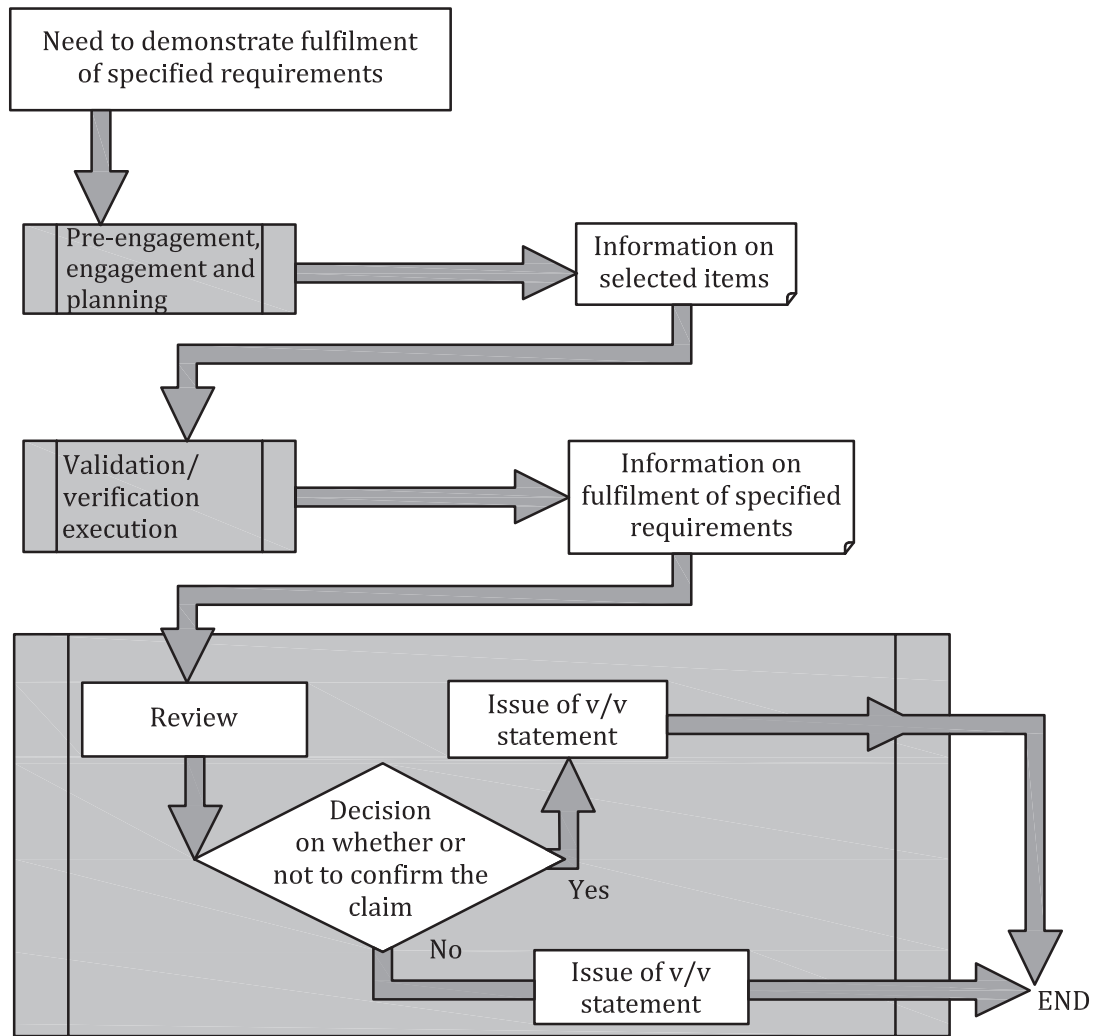 Need to demonstrate fulfilment
of specified requirements
Pre-engagement,
engagement and
planning
Information on
selected items
Validation/
verification
execution
Information on
fulfilment of specified
requirements
Review
Issue of v/v
statement
Decision
on whether or
not to confirm the
claim
Yes
No
Issue of v/v
statement
END